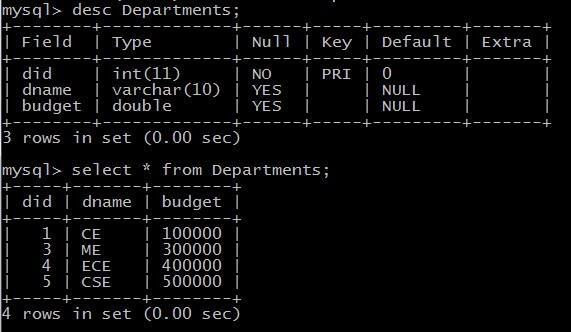 mysql> desc Departments;
+--------+-------------+------+-----+---------+-------+
| Field  | Type        | Null | Key | Default | Extra |
+--------+-------------+------+-----+---------+-------+
| did    | int(11)     | NO   | PRI | 0       |       |
| dname  | varchar(10) | YES  |     | NULL    |       |
| budget | double      | YES  |     | NULL    |       |
+--------+-------------+------+-----+---------+-------+
3 rows in set (0.00 sec)
mysql> select * from Departments;
+-----+-------+--------+
| did | dname | budget |
+-----+-------+--------+
|   1 | CE    | 100000 |
|   3 | ME    | 300000 |
|   4 | ECE   | 400000 |
|   5 | CSE   | 500000 |
+-----+-------+--------+
4 rows in set (0.00 sec)